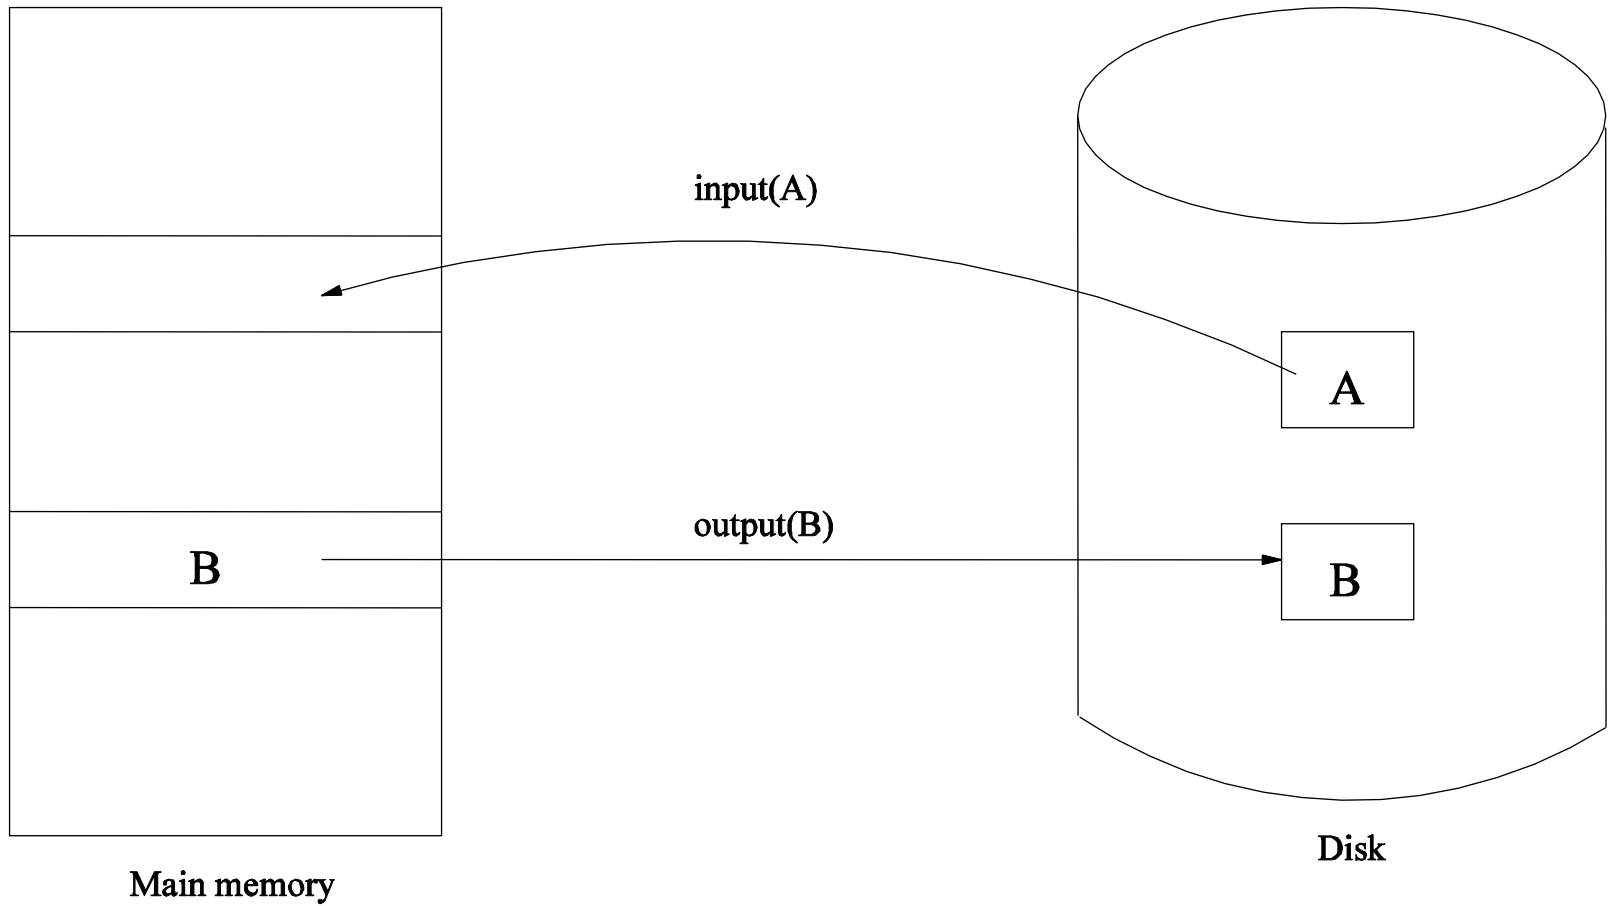 input(A)
A
output(B)
B
B
Disk
Main memory